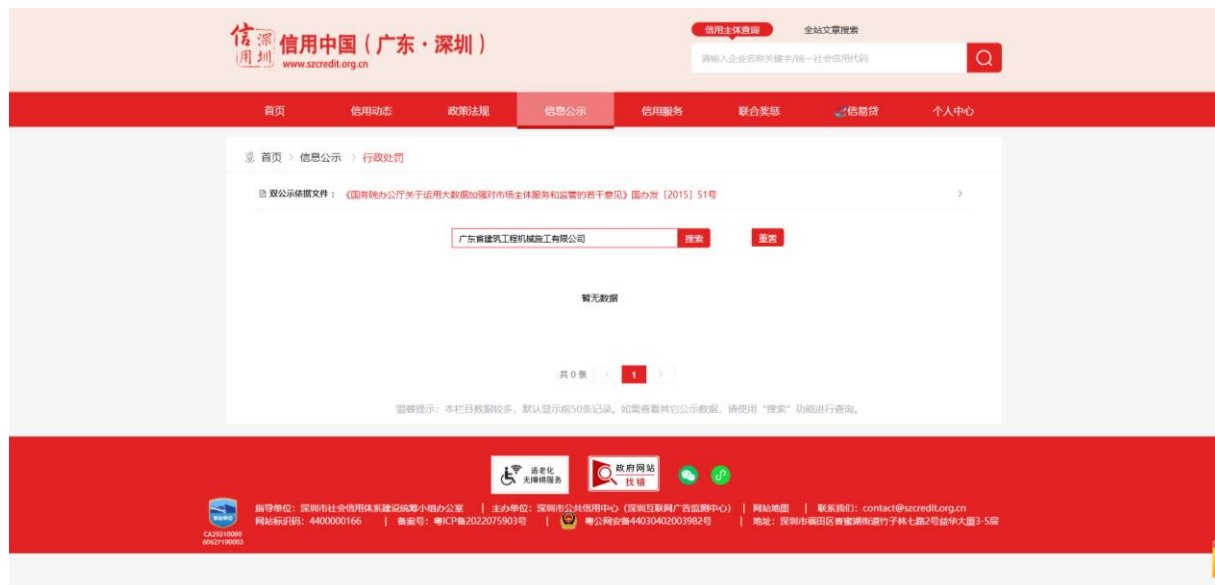 信用 深圳 信用中国（广东·深圳）
www.szcredit.org.cn
信用主体查询 全站文章搜索
请输入企业名称关键字/统一社会信用代码
首页 信用动态 政策法规 信息公示 信用服务 联合奖惩 信易贷 个人中心
首页 > 信息公示 > 行政处罚
双公示依据文件： 《国务院办公厅关于运用大数据加强对市场主体服务和监管的若干意见》国办发〔2015〕51号 >
广东省建筑工程机械施工有限公司 搜索 重置
暂无数据
共 0 条 < 1 >
温馨提示：本栏目数据较多，默认显示前50条记录。如需查看其它公示数据，请使用“搜索”功能进行查询。
适老化
无障碍服务
政府网站
找错
指导单位：深圳市社会信用体系建设统筹小组办公室 | 主办单位：深圳市公共信用中心（深圳互联网广告监测中心） | 网站地图 | 联系我们：contact@szcredit.org.cn
网站标识码：4400000166 | 备案号：粤ICP备2022075903号 | 粤公网安备44030402003982号 | 地址：深圳市福田区香蜜湖街道竹子林七路2号益华大厦3-5层
CA20310000
60627190003